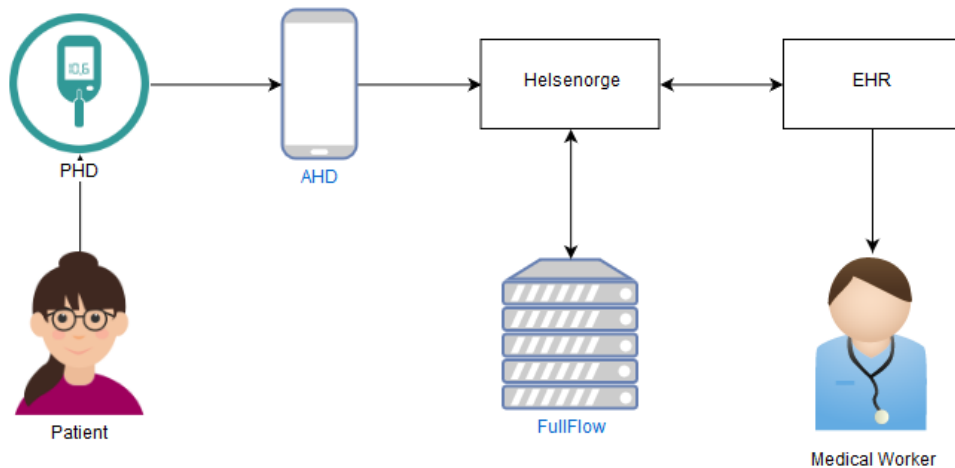 10,6
Helsenorge
EHR
PHD
AHD
Patient
FullFlow
Medical Worker